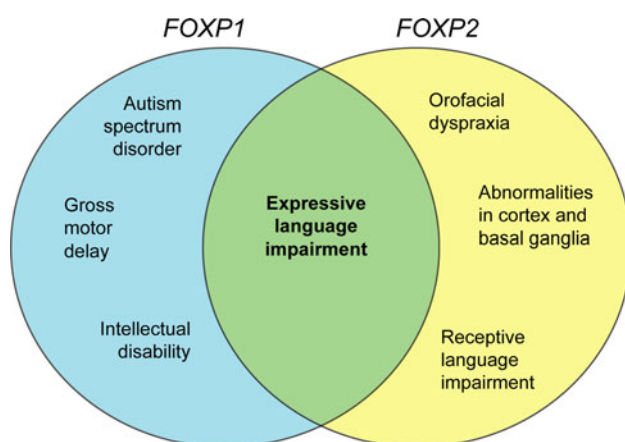 FOXP1
FOXP2
Autism
spectrum
disorder
Gross
motor
delay
Intellectual
disability
Expressive
language
impairment
Orofacial
dyspraxia
Abnormalities
in cortex and
basal ganglia
Receptive
language
impairment